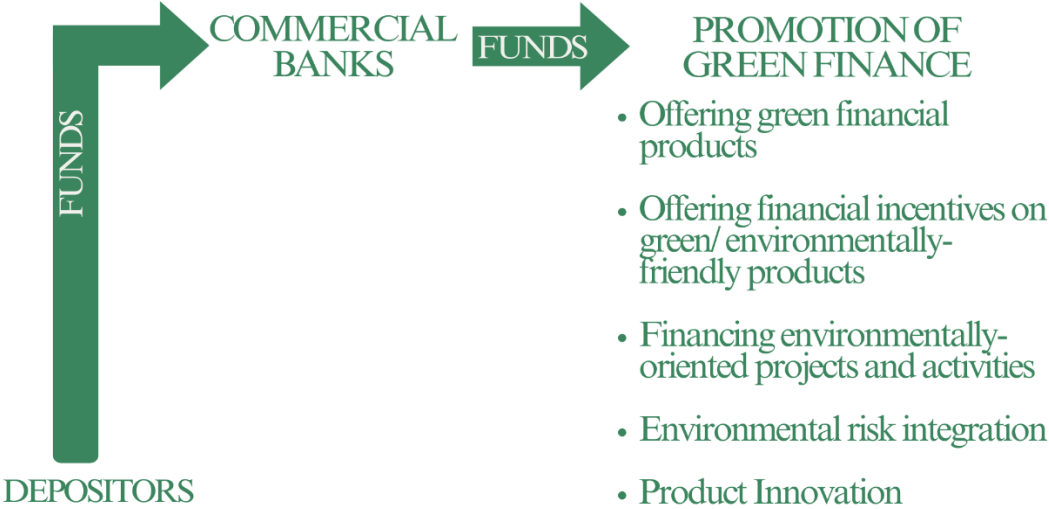 COMMERCIAL
BANKS
FUNDS
PROMOTION OF
GREEN FINANCE
• Offering green financial
products
• Offering financial incentives on
green/ environmentally-
friendly products
• Financing environmentally-
oriented projects and activities
• Environmental risk integration
• Product Innovation
FUNDS
DEPOSITORS